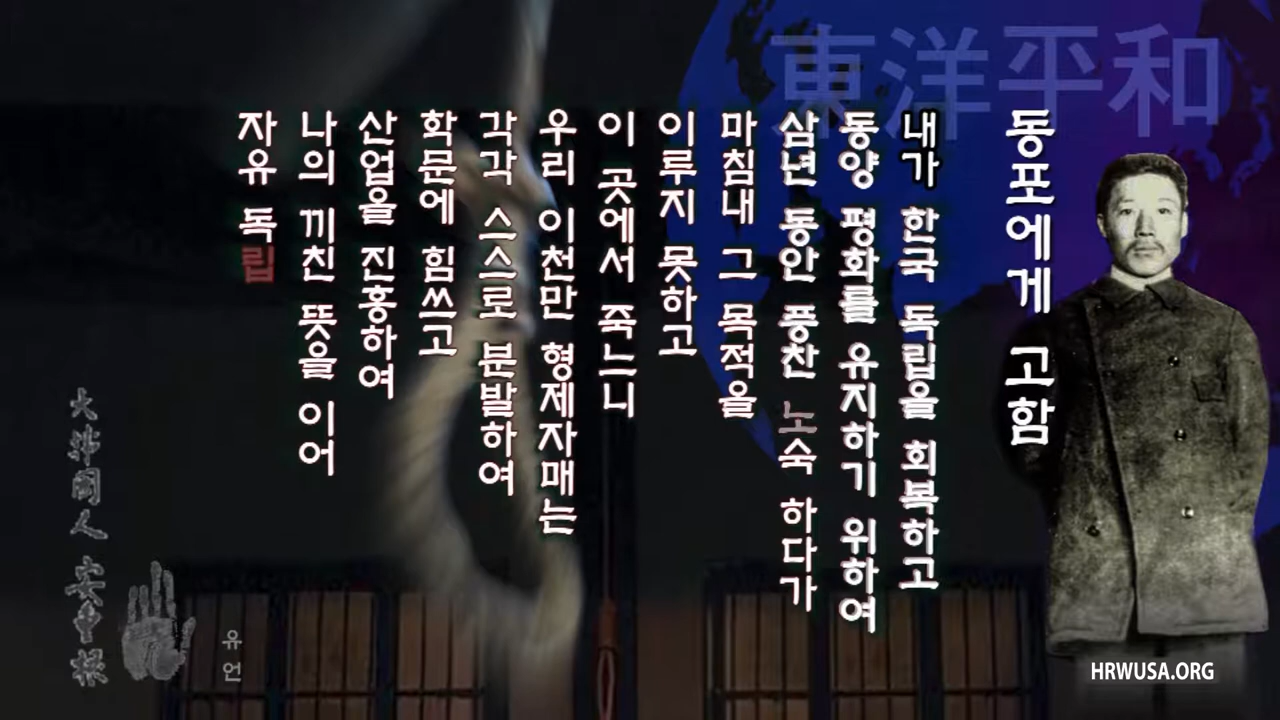 東洋平和
동포에게 고함
내가 한국 독립을 회복하고
동양 평화를 유지하기 위하여
삼년 동안 풍찬 노숙 하다가
마침내 그 목적을
이루지 못하고
이 곳에서 죽느니
우리 이천만 형제자매는
각각 스스로 분발하여
학문에 힘쓰고
산업을 진흥하여
나의 끼친 뜻을 이어
자유 독립
유언
大韓國人 安重根
HRWUSA.ORG